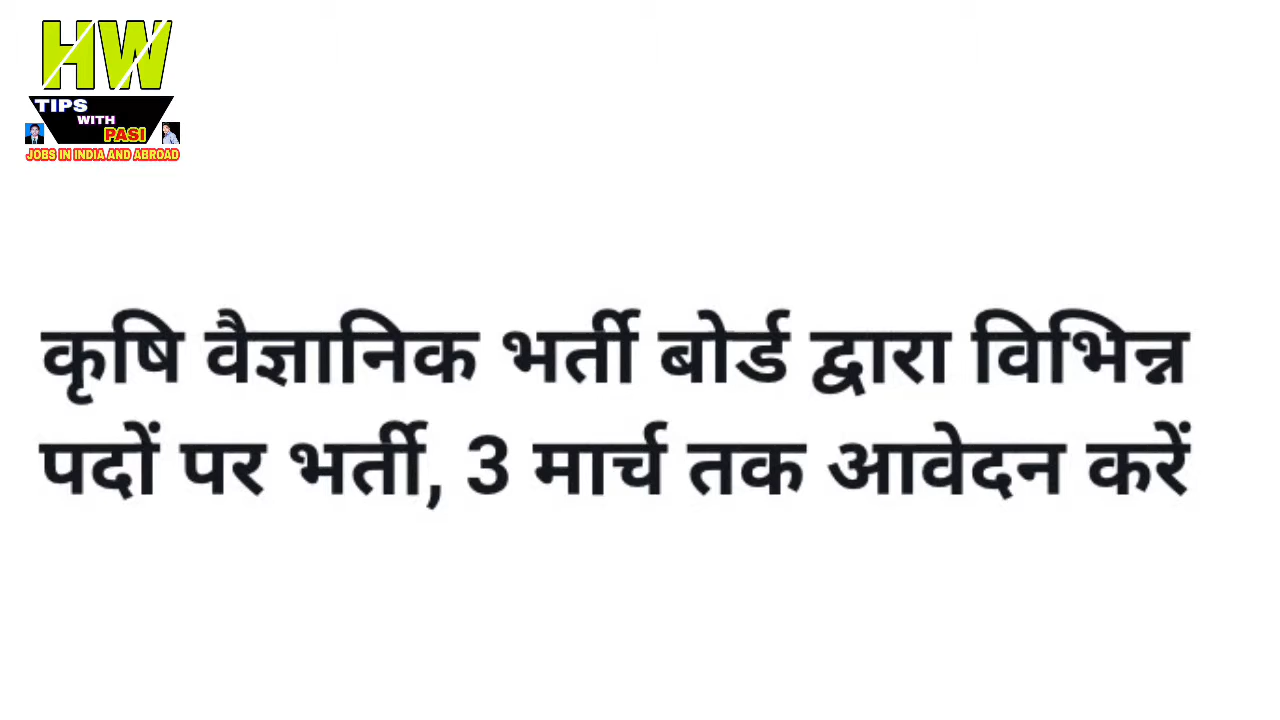 HW
TIPS
WITH
PASI
JOBS IN INDIA AND ABROAD
कृषि वैज्ञानिक भर्ती बोर्ड द्वारा विभिन्न
पदों पर भर्ती, 3 मार्च तक आवेदन करें